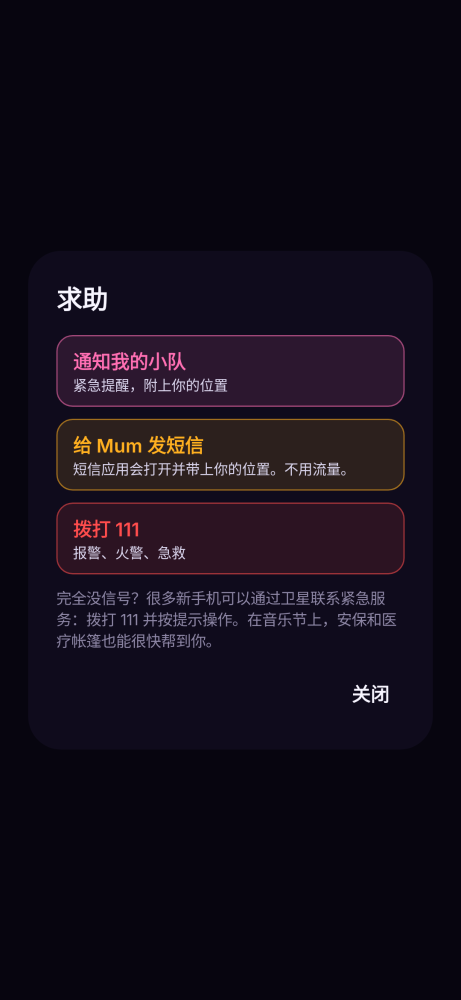 求助
通知我的小队
紧急提醒，附上你的位置
给 Mum 发短信
短信应用会打开并带上你的位置。不用流量。
拨打 111
报警、火警、急救
完全没信号？很多新手机可以通过卫星联系紧急服
务：拨打 111 并按提示操作。在音乐节上，安保和医
疗帐篷也能很快帮到你。
关闭